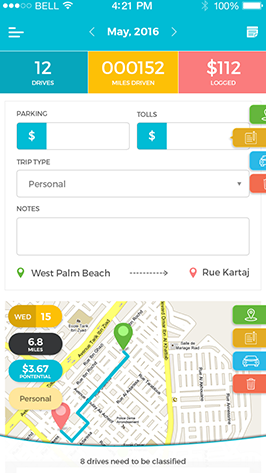 BELL 4:21 PM 100%
May, 2016
12 000152 $112
DRIVES MILES DRIVEN LOGGED
PARKING TOLLS
$ $
TRIP TYPE
Personal
NOTES
West Palm Beach Rue Kartaj
WED 15
6.8
MILES
$3.67
PONTENTIAL
Personal
8 drives need to be classified